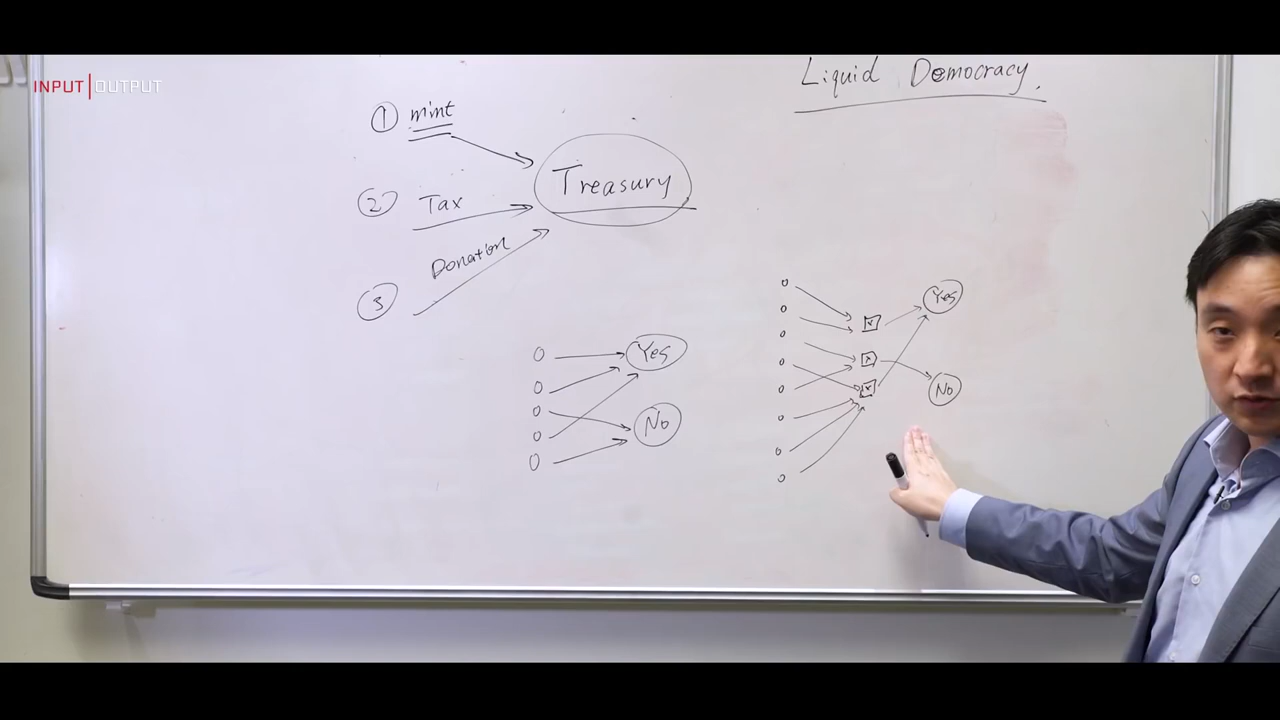 INPUT|OUTPUT
Liquid Democracy.
1 mint
Treasury
2 Tax
Donation
3
Yes
No
Yes
No